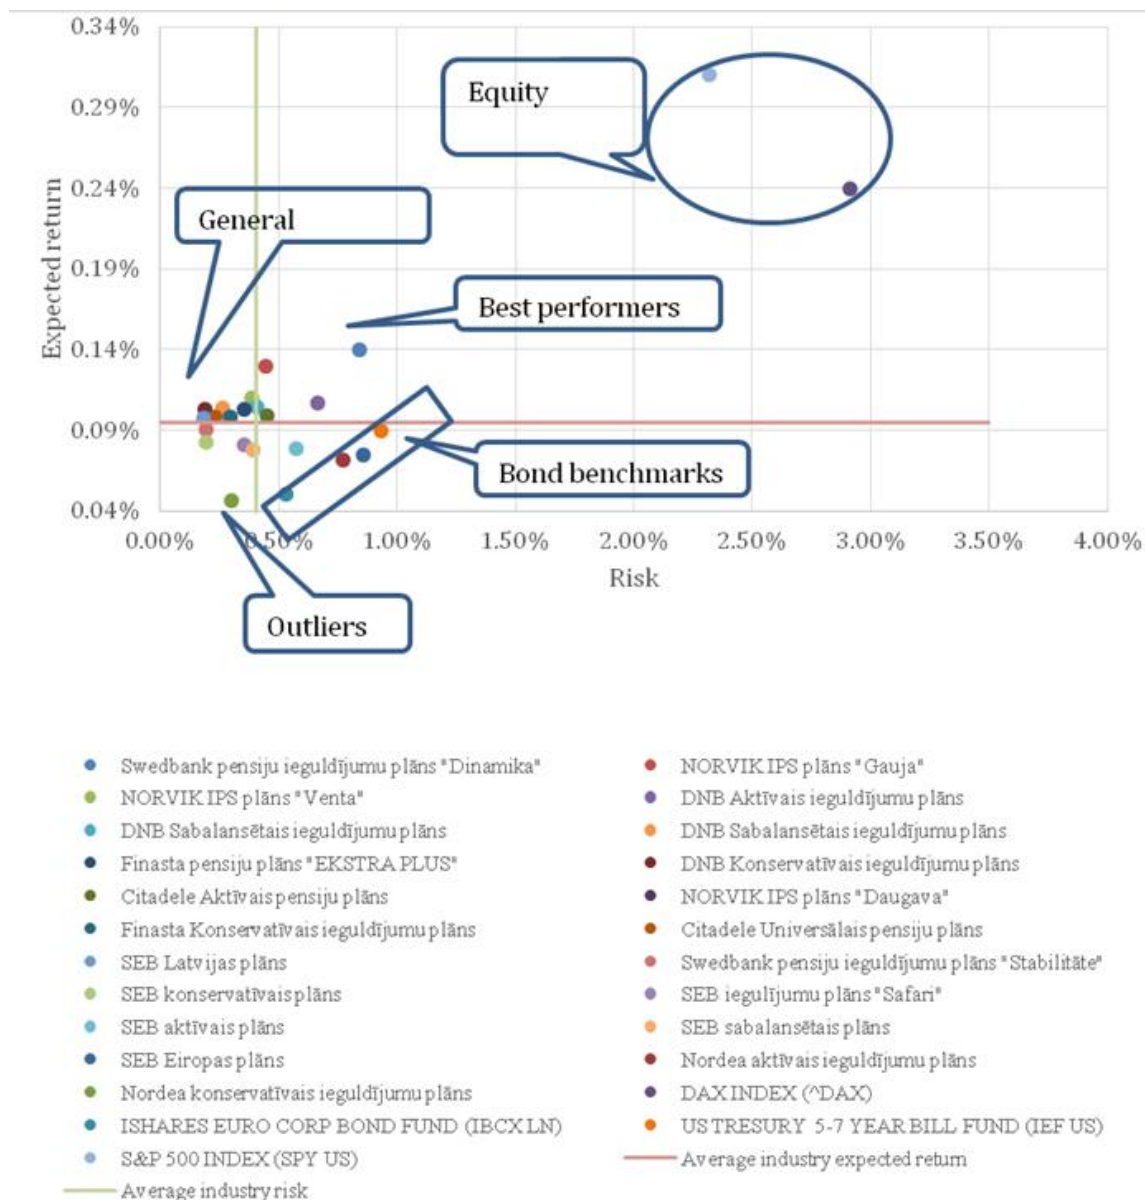 0.34%
0.29%
0.24%
0.19%
0.14%
0.09%
0.04%
Expected return
Equity
General
Best performers
Bond benchmarks
Outliers
0.00%
0.50%
1.00%
1.50%
2.00%
2.50%
3.00%
3.50%
4.00%
Risk
Swedbank pensiju ieguldījumu plāns "Dinamika"
NORVIK IPS plāns "Gauja"
NORVIK IPS plāns "Venta"
DNB Aktīvais ieguldījumu plāns
DNB Sabalansētais ieguldījumu plāns
DNB Sabalansētais ieguldījumu plāns
Finasta pensiju plāns "EKSTRA PLUS"
DNB Konservatīvais ieguldījumu plāns
Citadele Aktīvais pensiju plāns
NORVIK IPS plāns "Daugava"
Finasta Konservatīvais ieguldījumu plāns
Citadele Universālais pensiju plāns
SEB Latvijas plāns
Swedbank pensiju ieguldījumu plāns "Stabilitāte"
SEB konservatīvais plāns
SEB iegulījumu plāns "Safari"
SEB aktīvais plāns
SEB sabalansētais plāns
SEB Eiropas plāns
Nordea aktīvais ieguldījumu plāns
Nordea konservatīvais ieguldījumu plāns
DAX INDEX (^DAX)
ISHARES EURO CORP BOND FUND (IBCX LN)
US TRESURY 5-7 YEAR BILL FUND (IEF US)
S&P 500 INDEX (SPY US)
Average industry expected return
Average industry risk